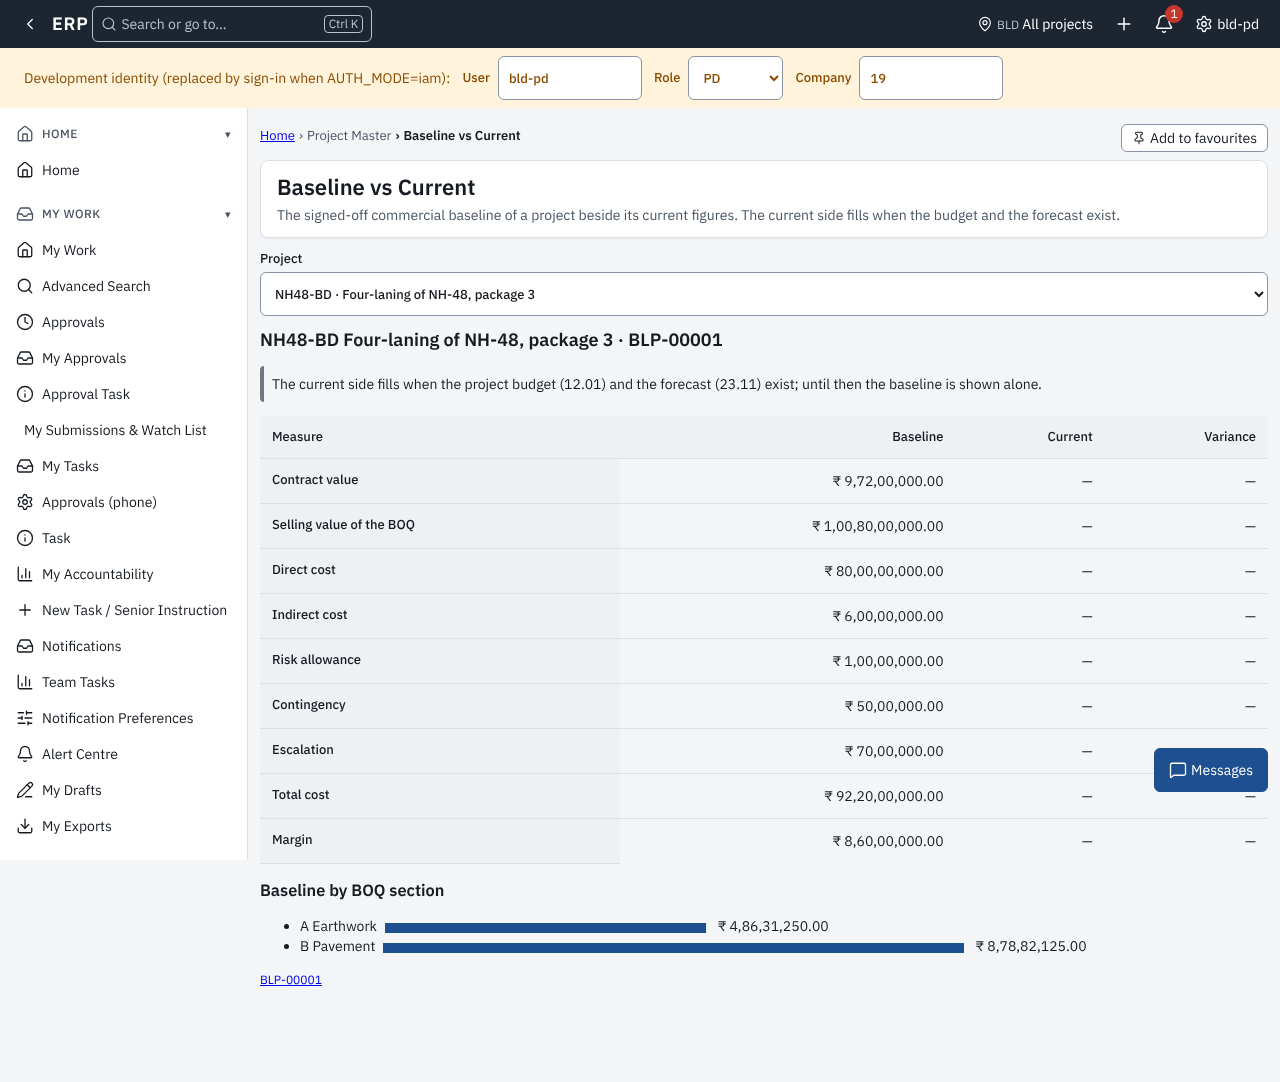 ERP
Search or go to...
Ctrl K
BLD All projects
1
bld-pd
Development identity (replaced by sign-in when AUTH_MODE=iam):
User
bld-pd
Role
PD
Company
19
HOME
Home
MY WORK
My Work
Advanced Search
Approvals
My Approvals
Approval Task
My Submissions & Watch List
My Tasks
Approvals (phone)
Task
My Accountability
New Task / Senior Instruction
Notifications
Team Tasks
Notification Preferences
Alert Centre
My Drafts
My Exports
Home › Project Master › Baseline vs Current
Add to favourites
Baseline vs Current
The signed-off commercial baseline of a project beside its current figures. The current side fills when the budget and the forecast exist.
Project
NH48-BD · Four-laning of NH-48, package 3
NH48-BD Four-laning of NH-48, package 3 · BLP-00001
The current side fills when the project budget (12.01) and the forecast (23.11) exist; until then the baseline is shown alone.
Measure Baseline Current Variance
Contract value ₹ 9,72,00,000.00 — —
Selling value of the BOQ ₹ 1,00,80,00,000.00 — —
Direct cost ₹ 80,00,00,000.00 — —
Indirect cost ₹ 6,00,00,000.00 — —
Risk allowance ₹ 1,00,00,000.00 — —
Contingency ₹ 50,00,000.00 — —
Escalation ₹ 70,00,000.00 —
Messages
Total cost ₹ 92,20,00,000.00 — —
Margin ₹ 8,60,00,000.00 — —
Baseline by BOQ section
A Earthwork ₹ 4,86,31,250.00
B Pavement ₹ 8,78,82,125.00
BLP-00001